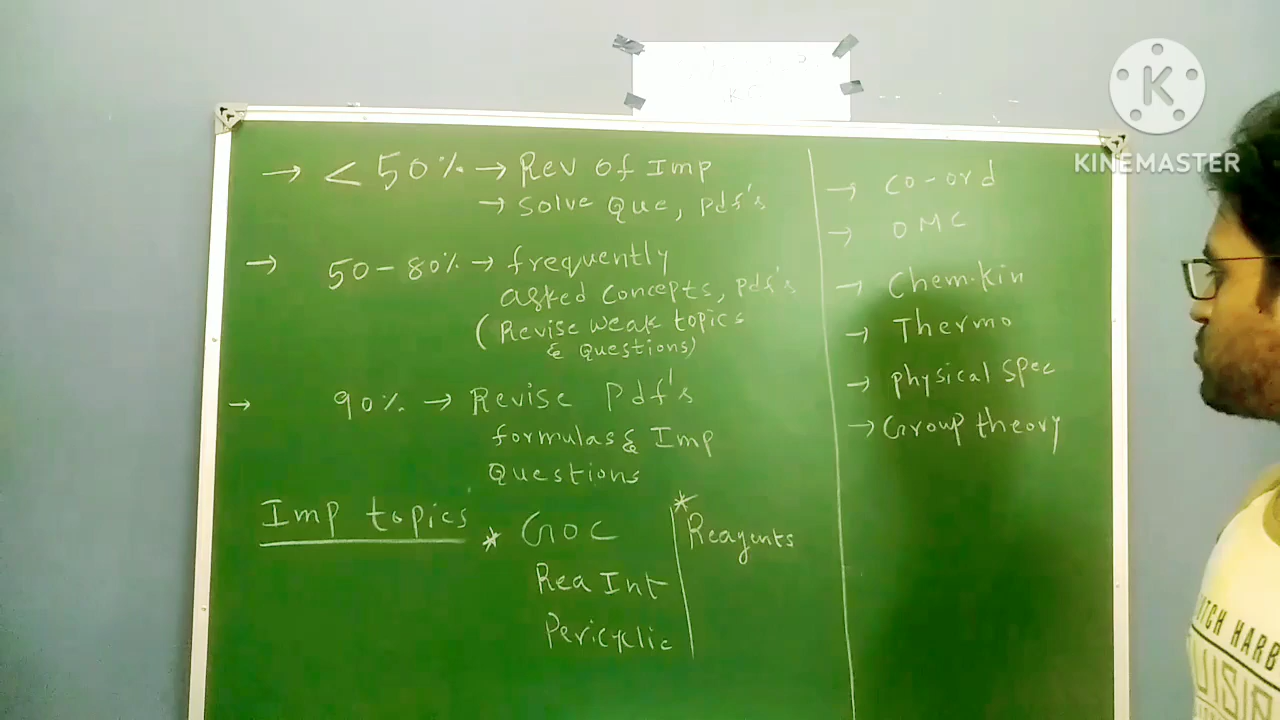 → < 50% → Rev of Imp
→ solve Que, Pdf's
→ 50-80% → frequently
asked concepts, Pdf's
(Revise weak topics
& Questions)
→ 90% → Revise Pdf's
formulas & Imp
Questions
Imp topics * GOC
Rea Int
Pericyclic
* Reagents
→ co-ord
→ OMC
→ Chem.kin
→ Thermo
→ physical spec
→ Group theory
K
KINEMASTER
HARB